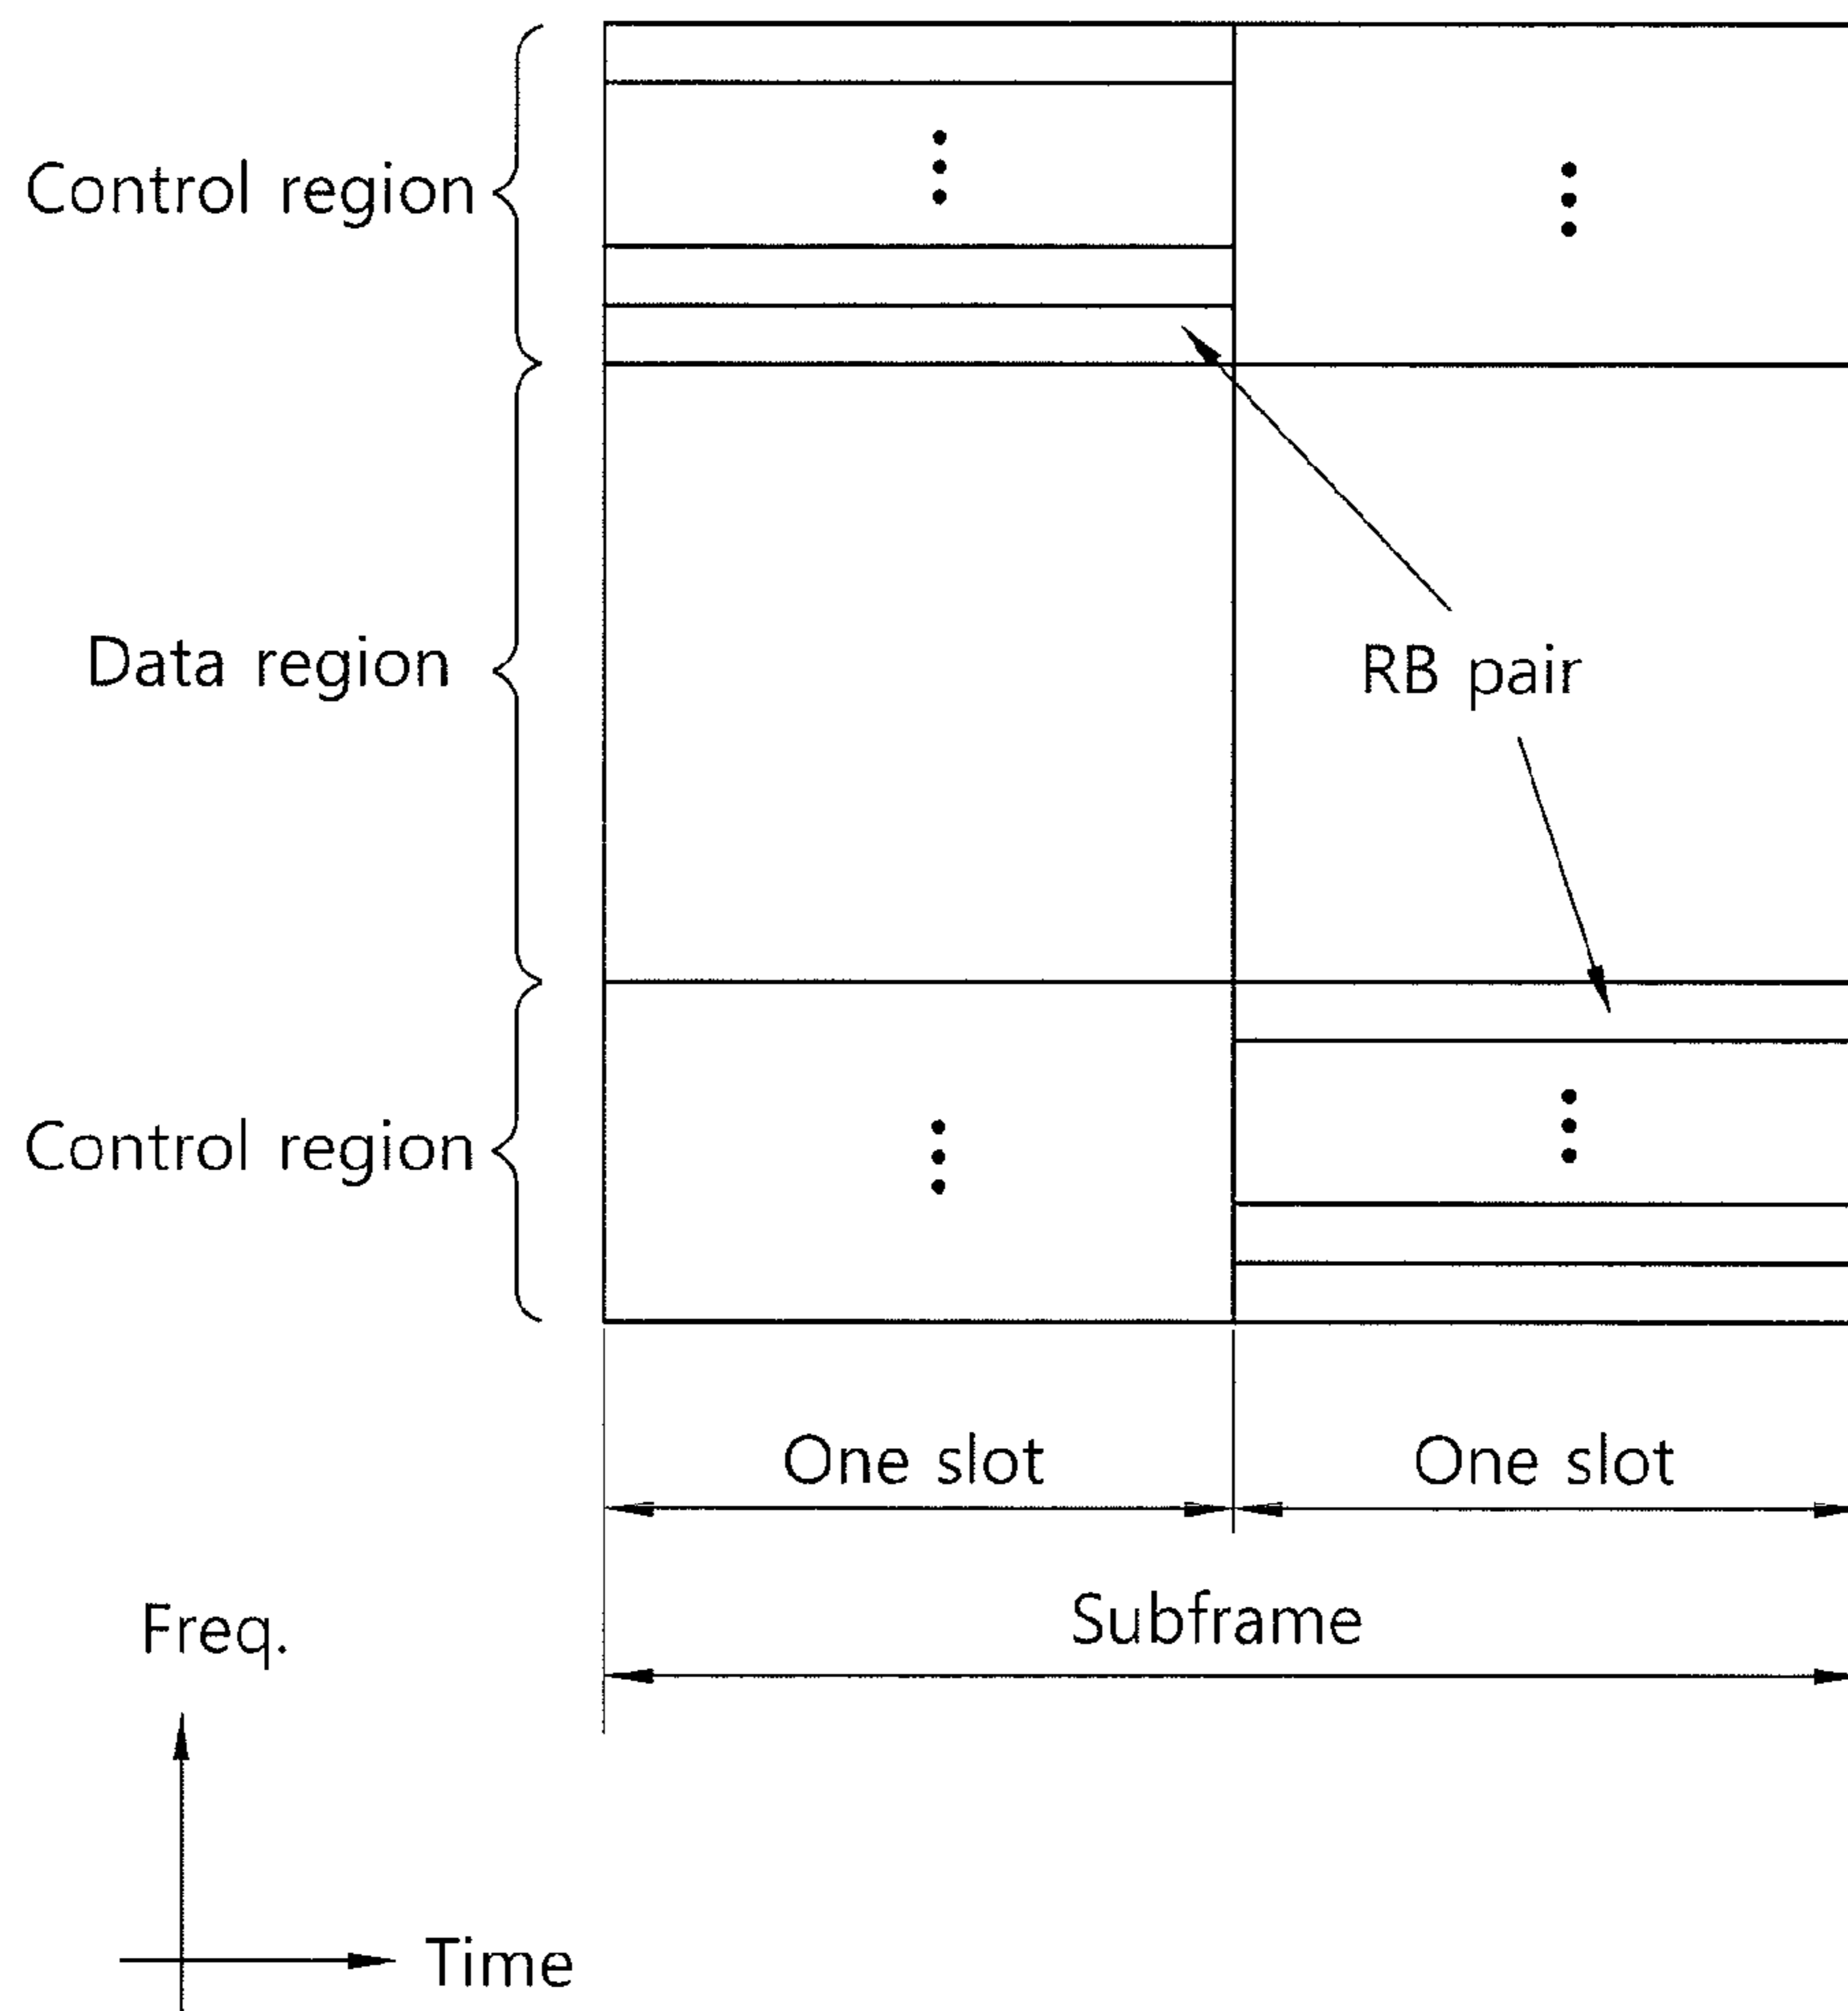 Control region
Data region
RB pair
Control region
One slot
One slot
Subframe
Freq.
Time